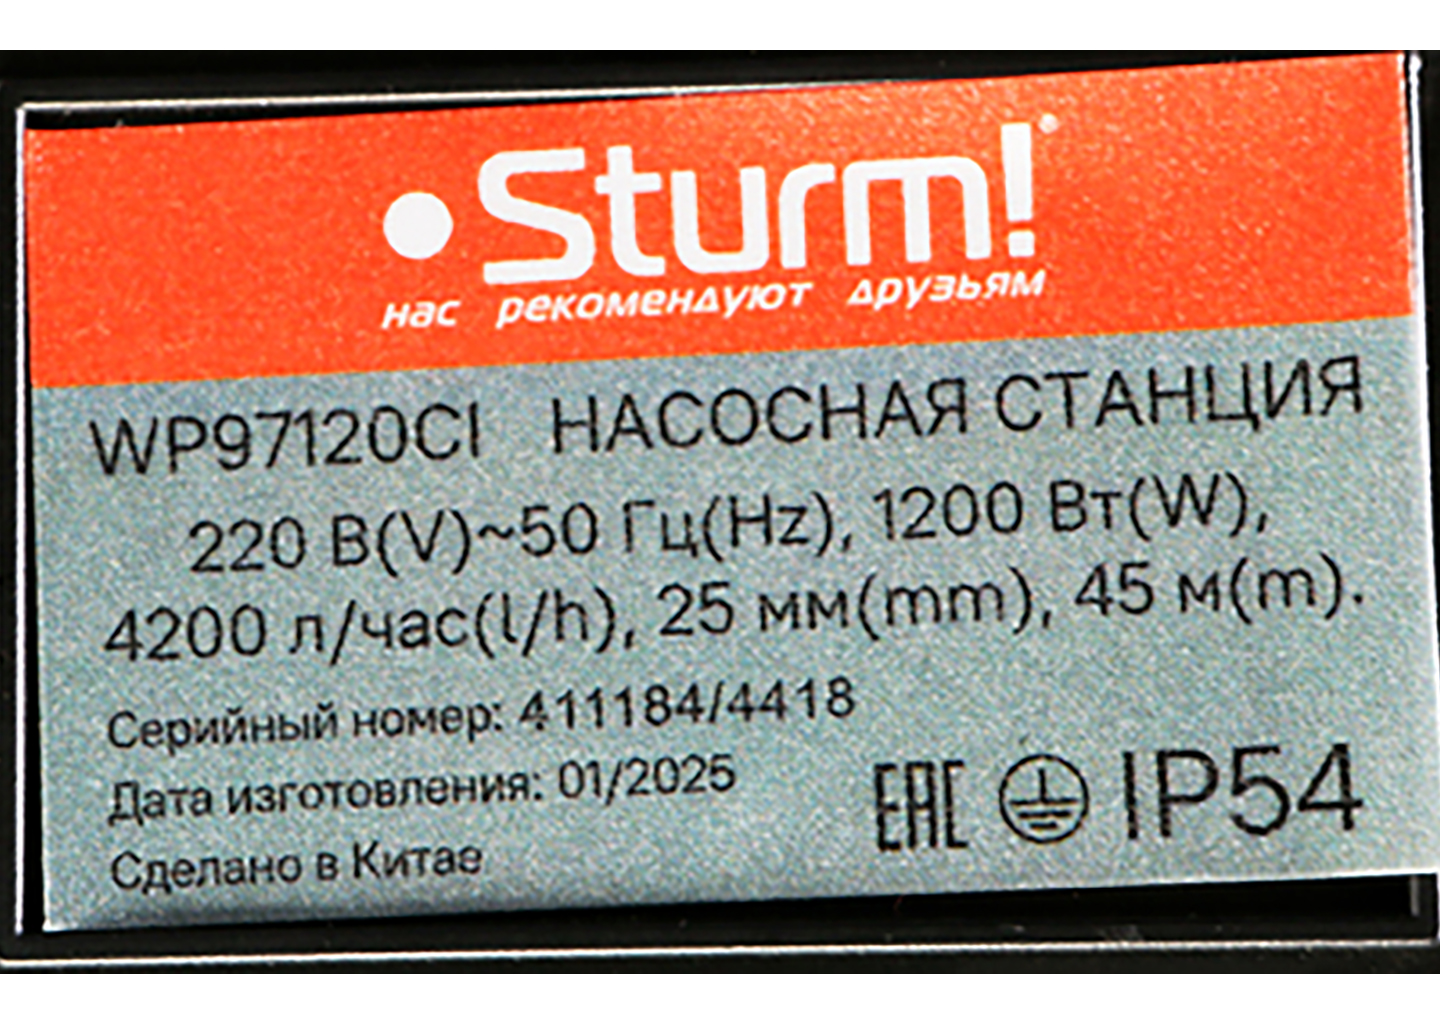 Sturm!
нас рекомендуют друзьям
WP97120CI НАСОСНАЯ СТАНЦИЯ
220 В(V)~50 Гц(Hz), 1200 Вт(W),
4200 л/час(l/h), 25 мм(mm), 45 м(m).
Серийный номер: 411184/4418
Дата изготовления: 01/2025
Сделано в Китае
EAC IP54